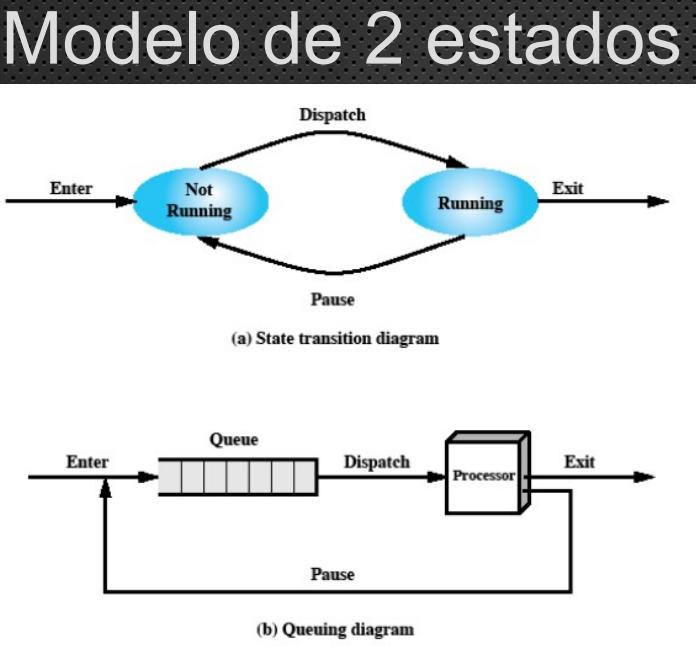 Modelo de 2 estados
Dispatch
Enter
Not
Running
Running
Exit
Pause
(a) State transition diagram
Queue
Enter
Dispatch
Processor
Exit
Pause
(b) Queuing diagram